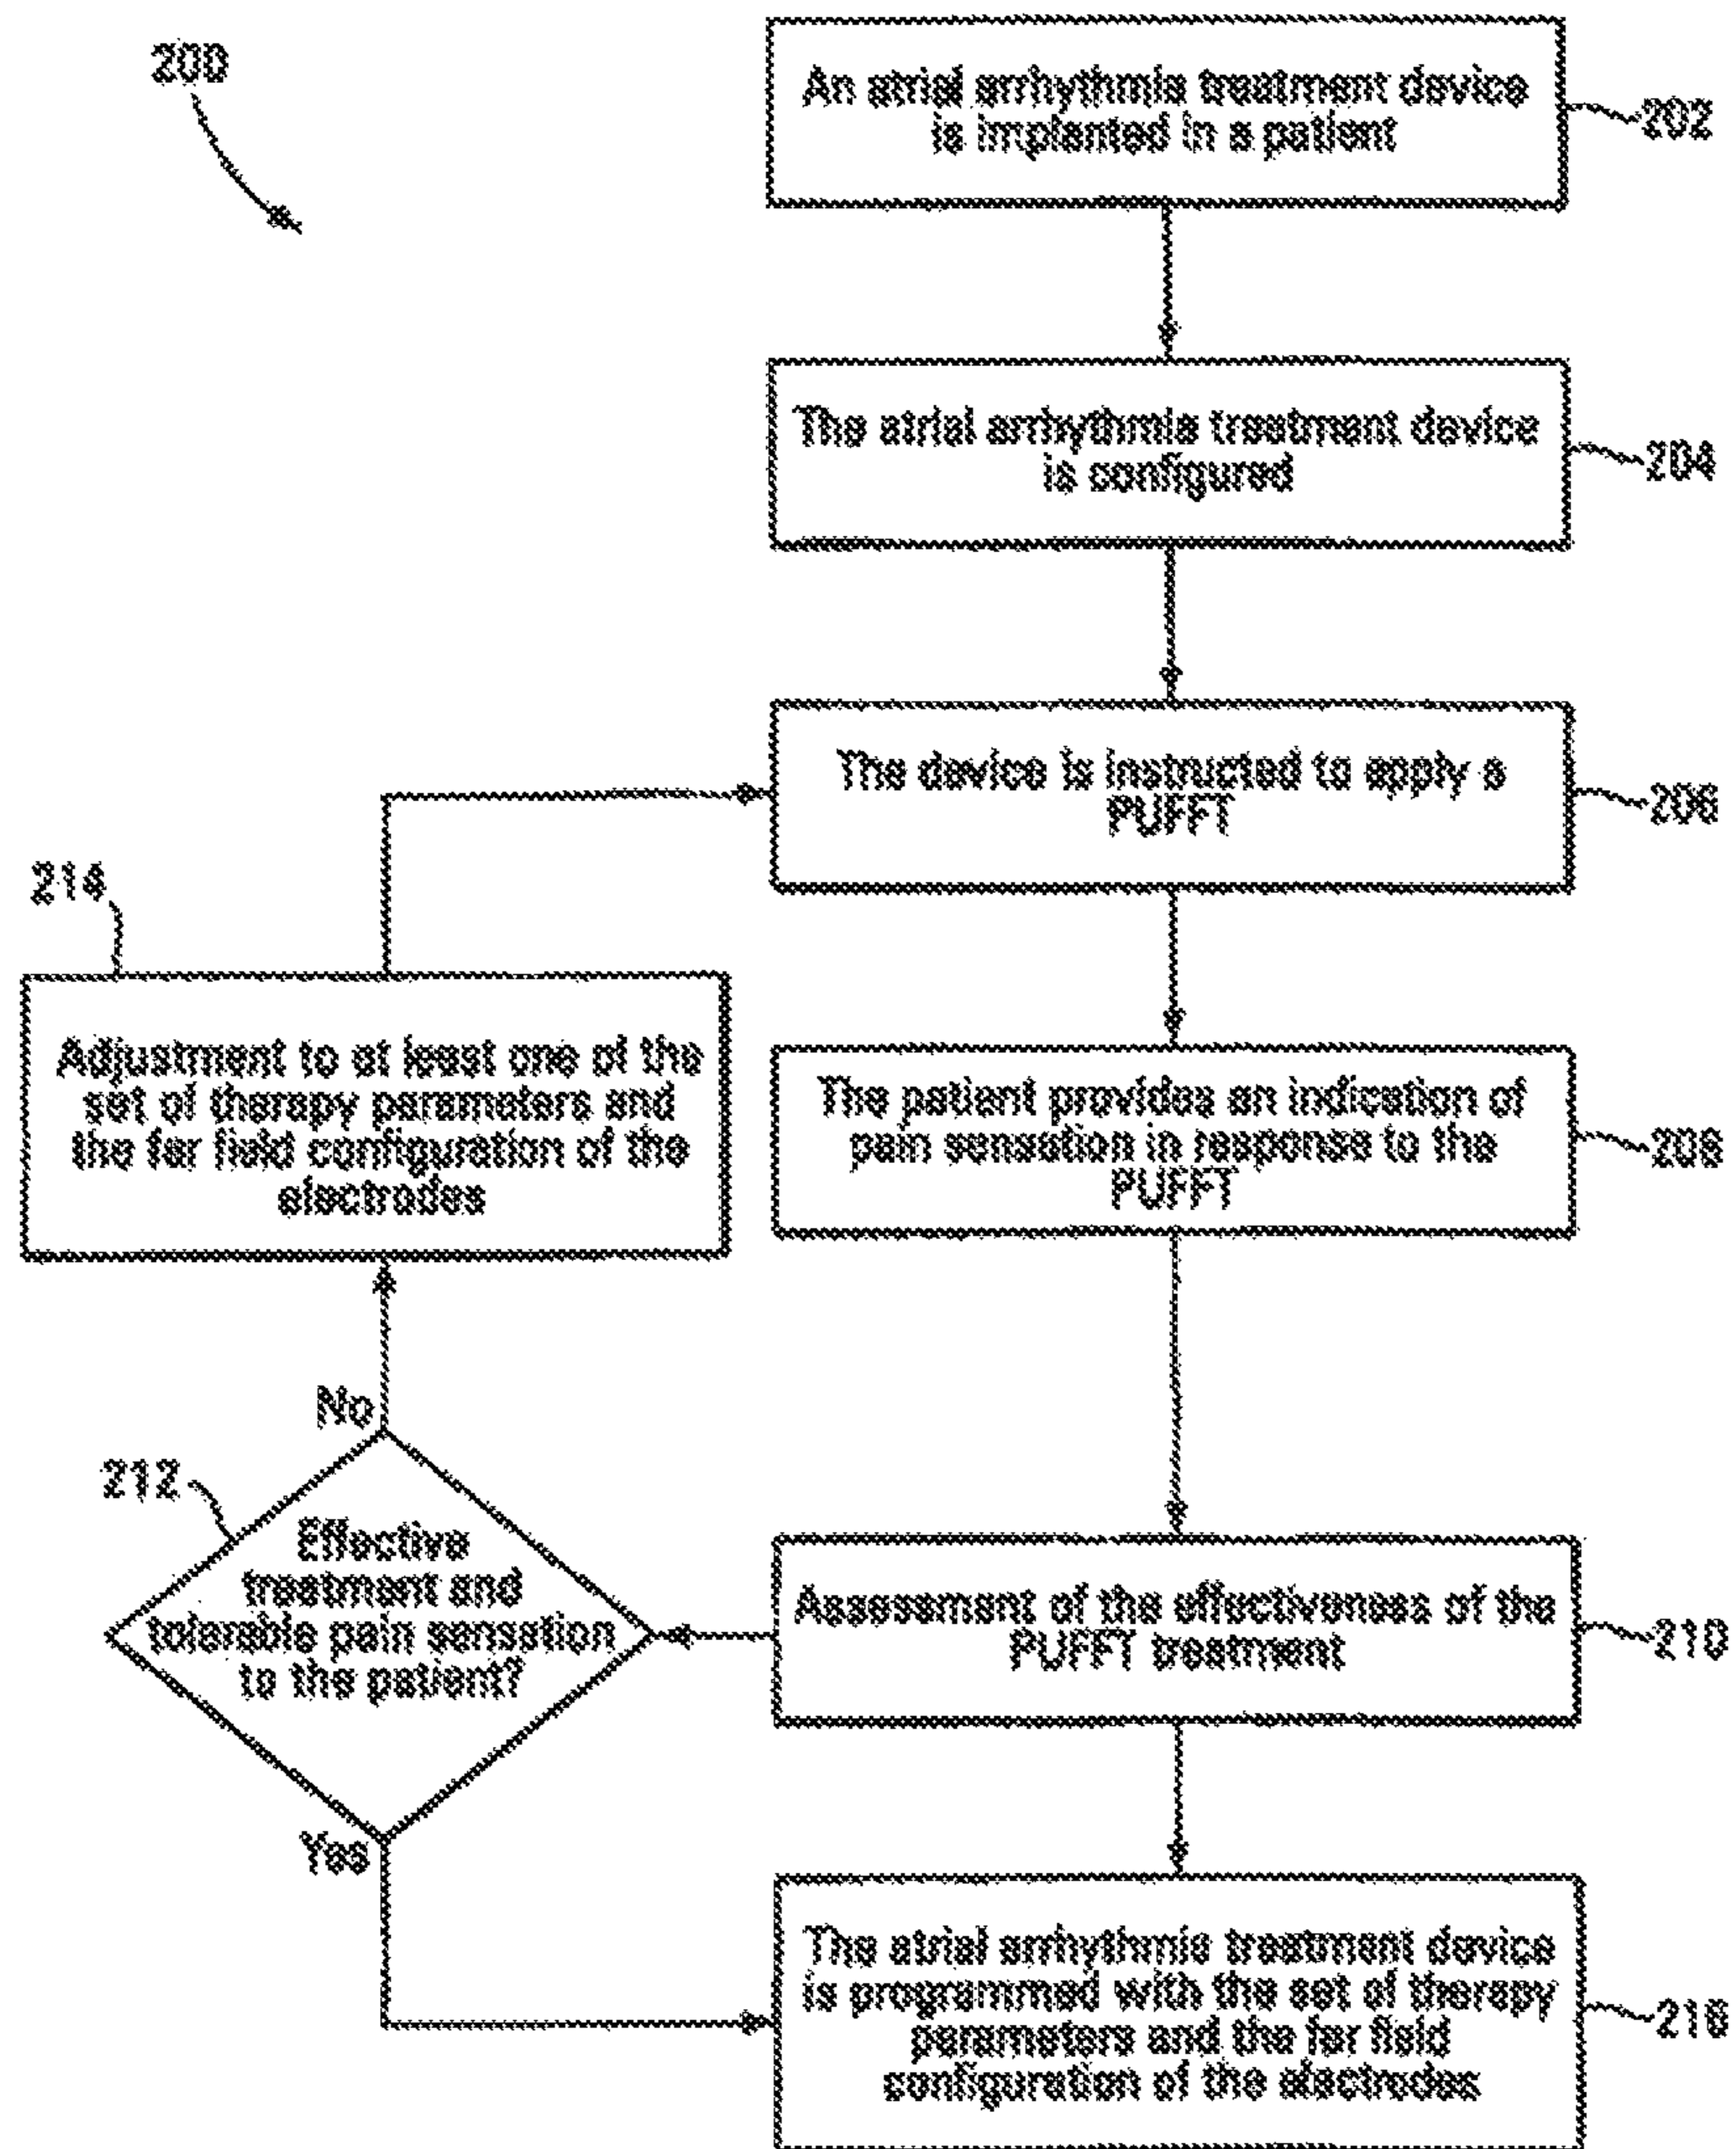 200
An atrial arrhythmia treatment device
is implanted in a patient
202
The atrial arrhythmia treatment device
is configured
204
The device is instructed to apply a
PUFFT
206
214
Adjustment to at least one of the
set of therapy parameters and
the far field configuration of the
electrodes
The patient provides an indication of
pain sensation in response to the
PUFFT
208
No
212
Effective
treatment and
tolerable pain sensation
to the patient?
Assessment of the effectiveness of the
PUFFT treatment
210
Yes
The atrial arrhythmia treatment device
is programmed with the set of therapy
parameters and the far field
configuration of the electrodes
216